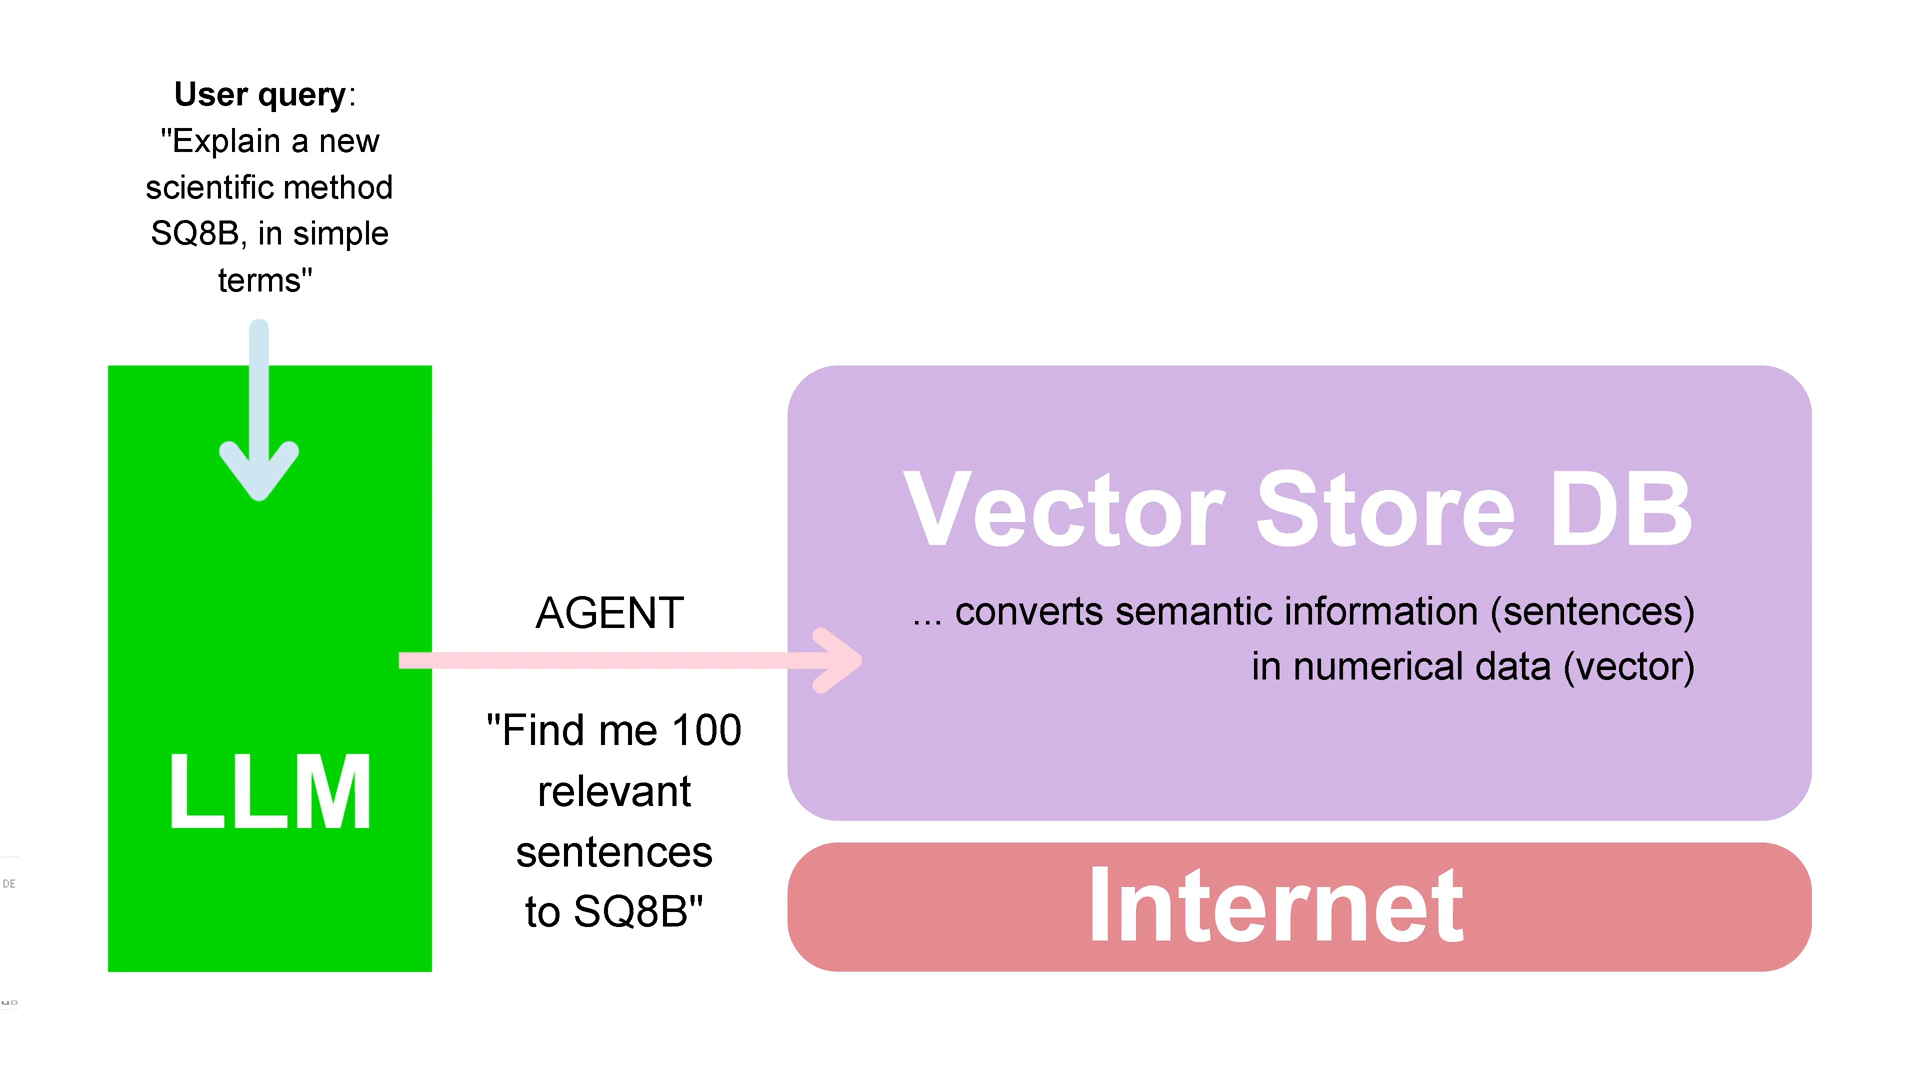 User query:
"Explain a new
scientific method
SQ8B, in simple
terms"
LLM
AGENT
"Find me 100
relevant
sentences
to SQ8B"
Vector Store DB
... converts semantic information (sentences)
in numerical data (vector)
Internet
DE